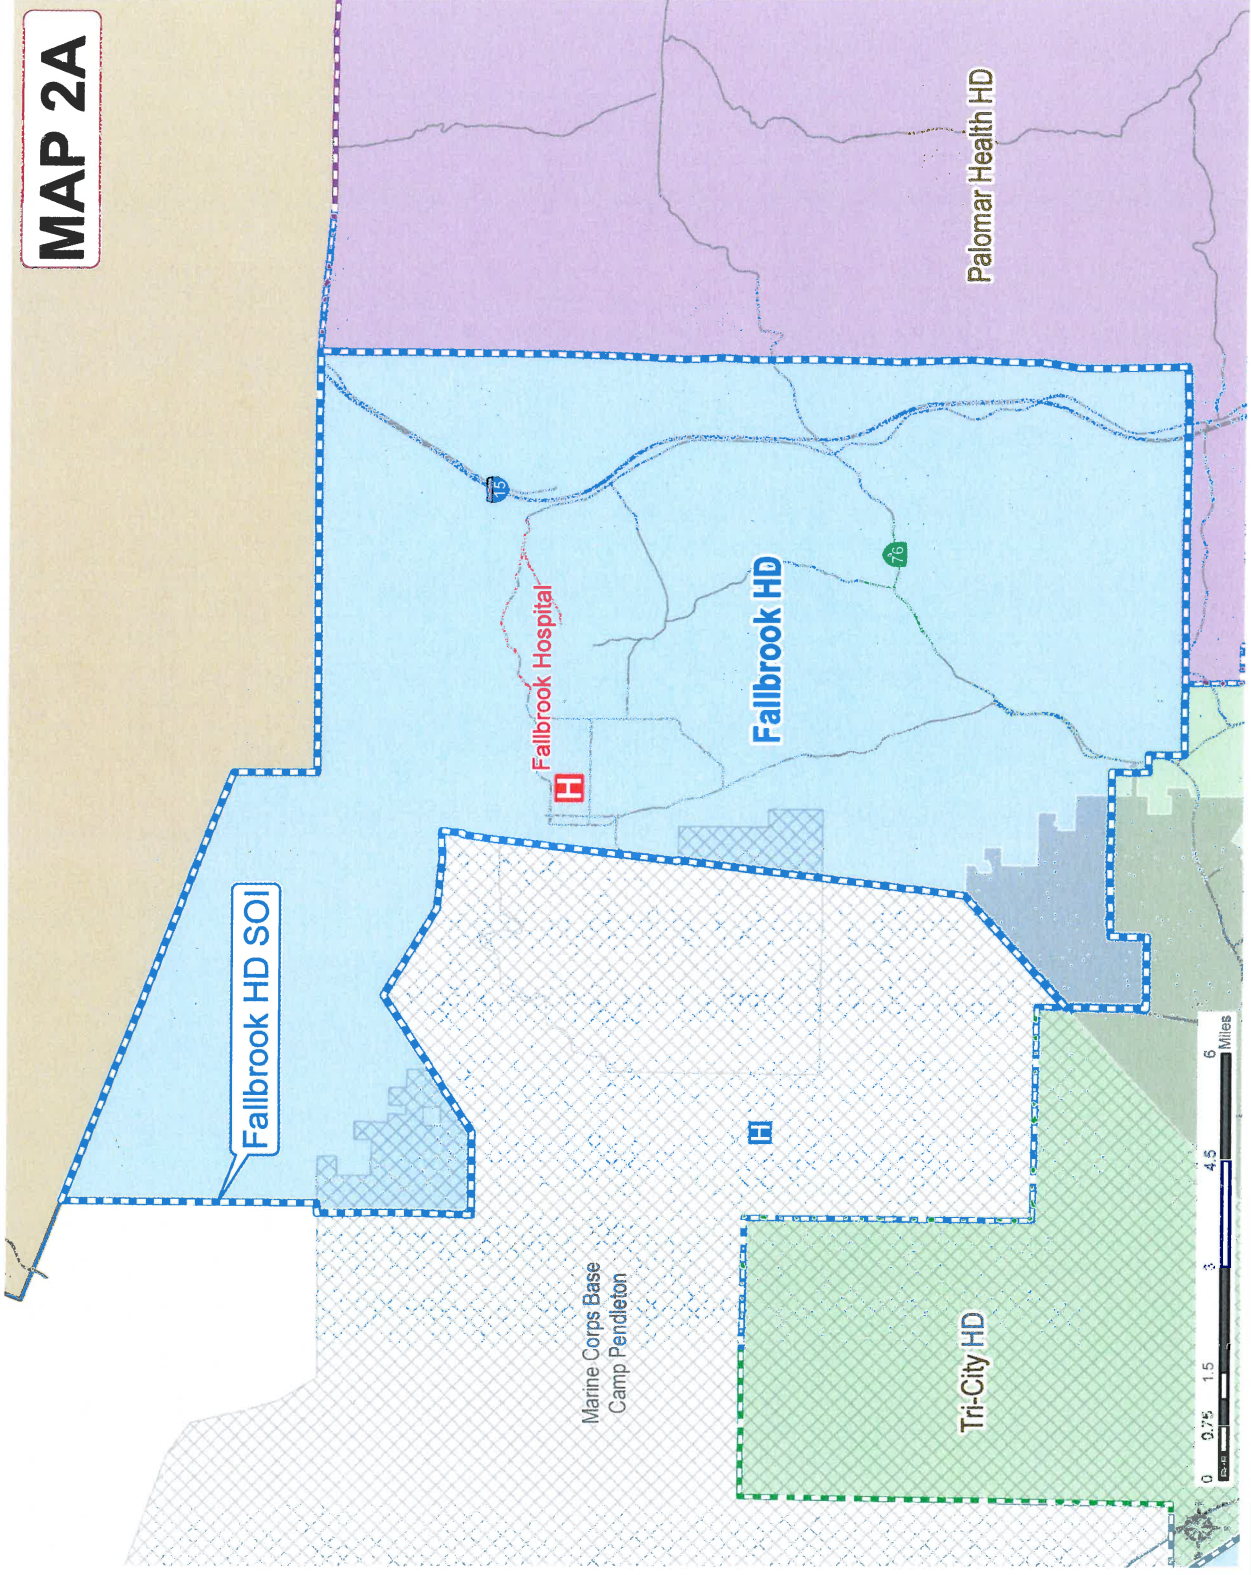 MAP 2A
Fallbrook HD SOI
15
Fallbrook Hospital
H
76
Fallbrook HD
Palomar Health HD
H
Marine Corps Base
Camp Pendleton
Tri-City HD
0 0.75 1.5 3 4.5 6
Miles